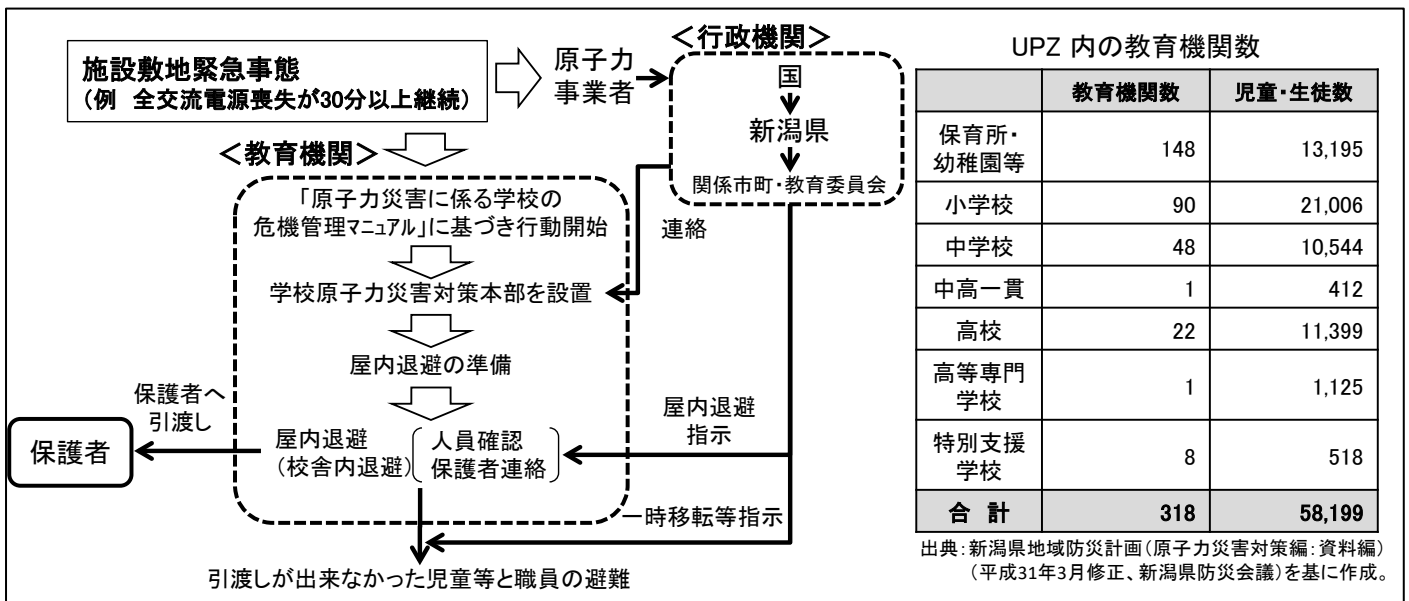 施設敷地緊急事態
(例　全交流電源喪失が30分以上継続)
原子力
事業者
＜行政機関＞
国
新潟県
関係市町・教育委員会
＜教育機関＞
「原子力災害に係る学校の
危機管理マニュアル」に基づき行動開始
連絡
学校原子力災害対策本部を設置
屋内退避の準備
保護者へ
引渡し
保護者
屋内退避
(校舎内退避)
人員確認
保護者連絡
屋内退避
指示
一時移転等指示
引渡しが出来なかった児童等と職員の避難
UPZ 内の教育機関数
教育機関数 児童・生徒数
保育所・
幼稚園等 148 13,195
小学校 90 21,006
中学校 48 10,544
中高一貫 1 412
高校 22 11,399
高等専門
学校 1 1,125
特別支援
学校 8 518
合 計 318 58,199
出典：新潟県地域防災計画(原子力災害対策編：資料編)
(平成31年3月修正、新潟県防災会議)を基に作成。